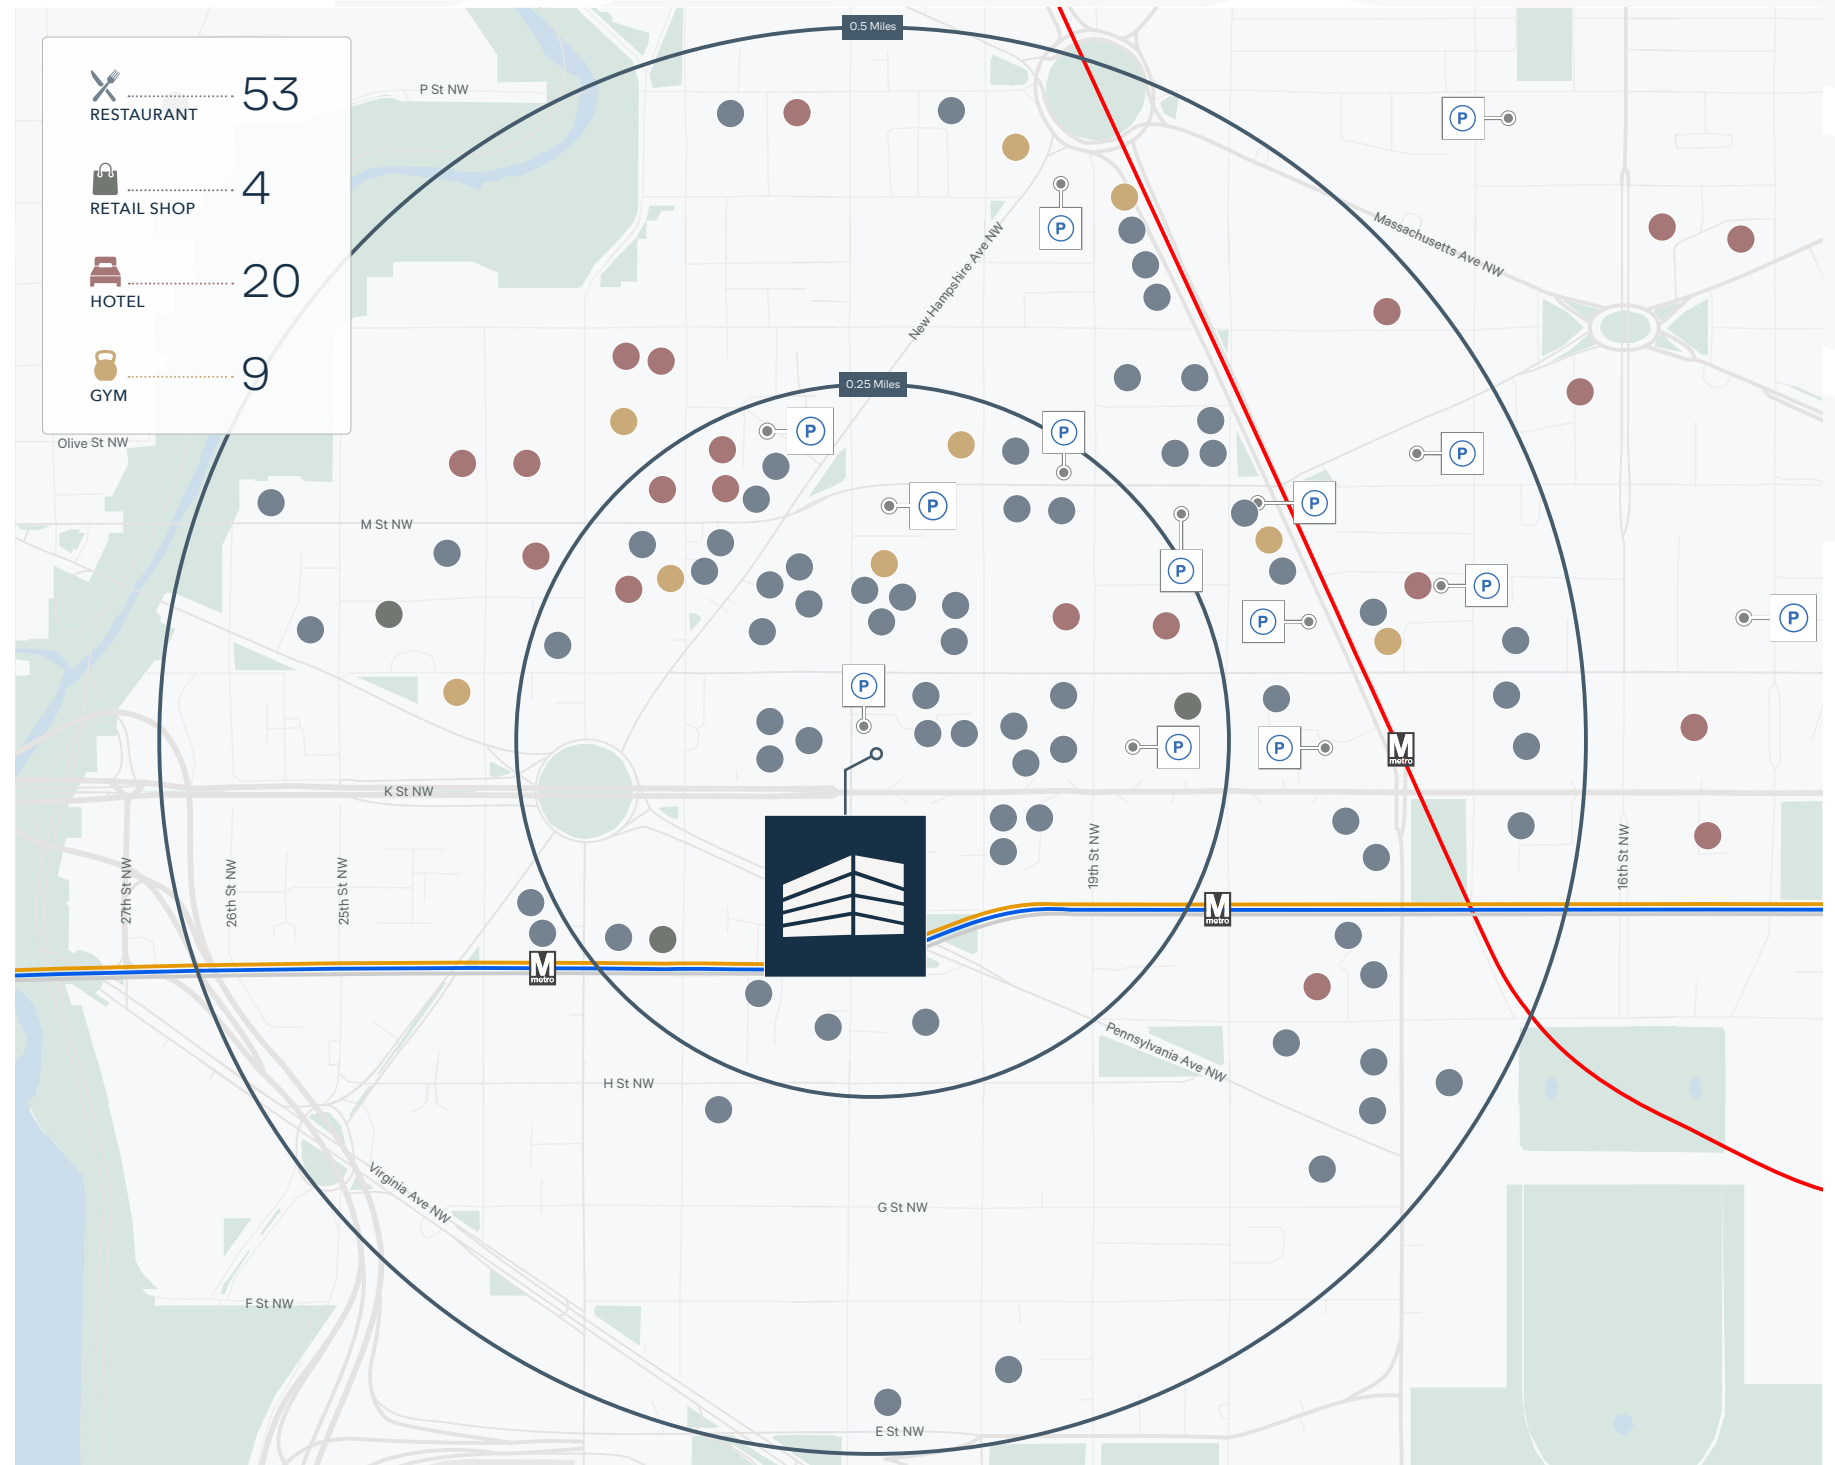 0.5 Miles
53
RESTAURANT
4
RETAIL SHOP
20
HOTEL
9
GYM
P St NW
P
P
Massachusetts Ave NW
New Hampshire Ave NW
0.25 Miles
Olive St NW
P
P
P
M St NW
P
P
P
P
P
P
P
P
P
M
metro
K St NW
27th St NW
26th St NW
25th St NW
19th St NW
16th St NW
M
metro
M
metro
Pennsylvania Ave NW
H St NW
Virginia Ave NW
G St NW
F St NW
E St NW